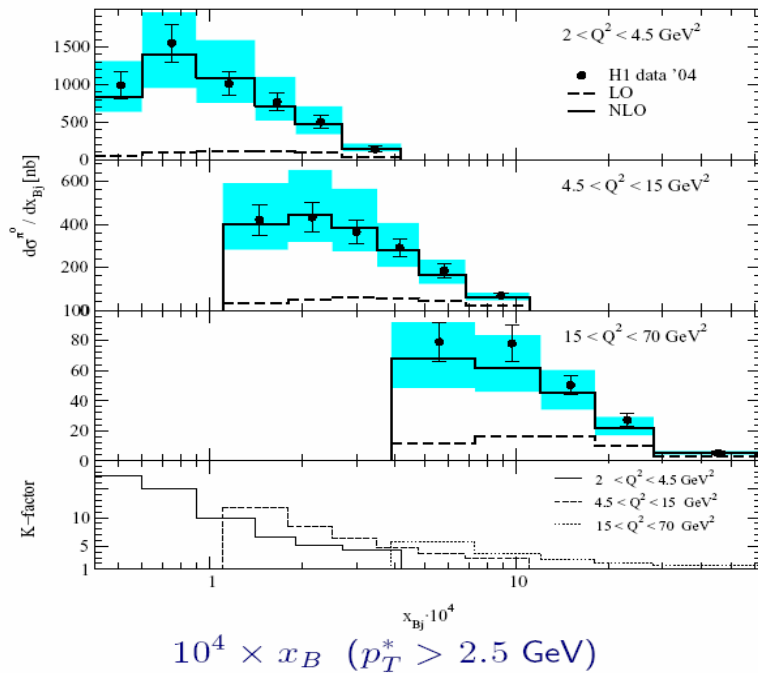 2 < Q² < 4.5 GeV²
H1 data '04
LO
NLO
1500
1000
500
0
4.5 < Q² < 15 GeV²
600
400
200
0
dσ^π⁰ / dx_Bj [nb]
15 < Q² < 70 GeV²
100
80
60
40
20
0
K-factor
2 < Q² < 4.5 GeV²
4.5 < Q² < 15 GeV²
15 < Q² < 70 GeV²
10
5
1
1 10
x_Bj·10⁴
10⁴ × x_B (p*_T > 2.5 GeV)